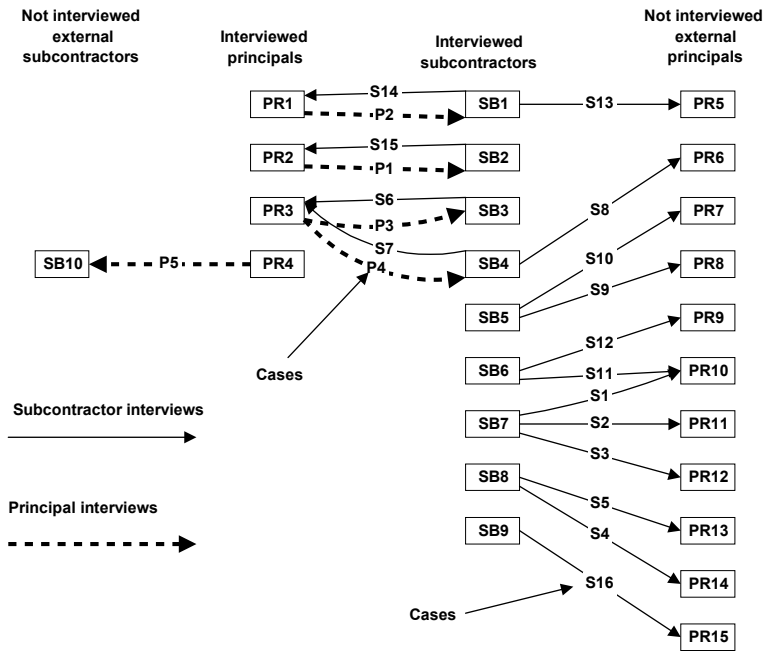 Not interviewed
external
subcontractors
Interviewed
principals
Interviewed
subcontractors
Not interviewed
external
principals
PR1
S14
P2
SB1
S13
PR5
PR2
S15
P1
SB2
PR6
PR3
S6
P3
SB3
S8
PR7
SB10
P5
PR4
S7
P4
SB4
S10
S9
PR8
SB5
PR9
S12
Cases
SB6
S11
PR10
S1
Subcontractor interviews
SB7
S2
PR11
S3
SB8
PR12
S5
Principal interviews
SB9
S4
PR13
S16
PR14
Cases
PR15